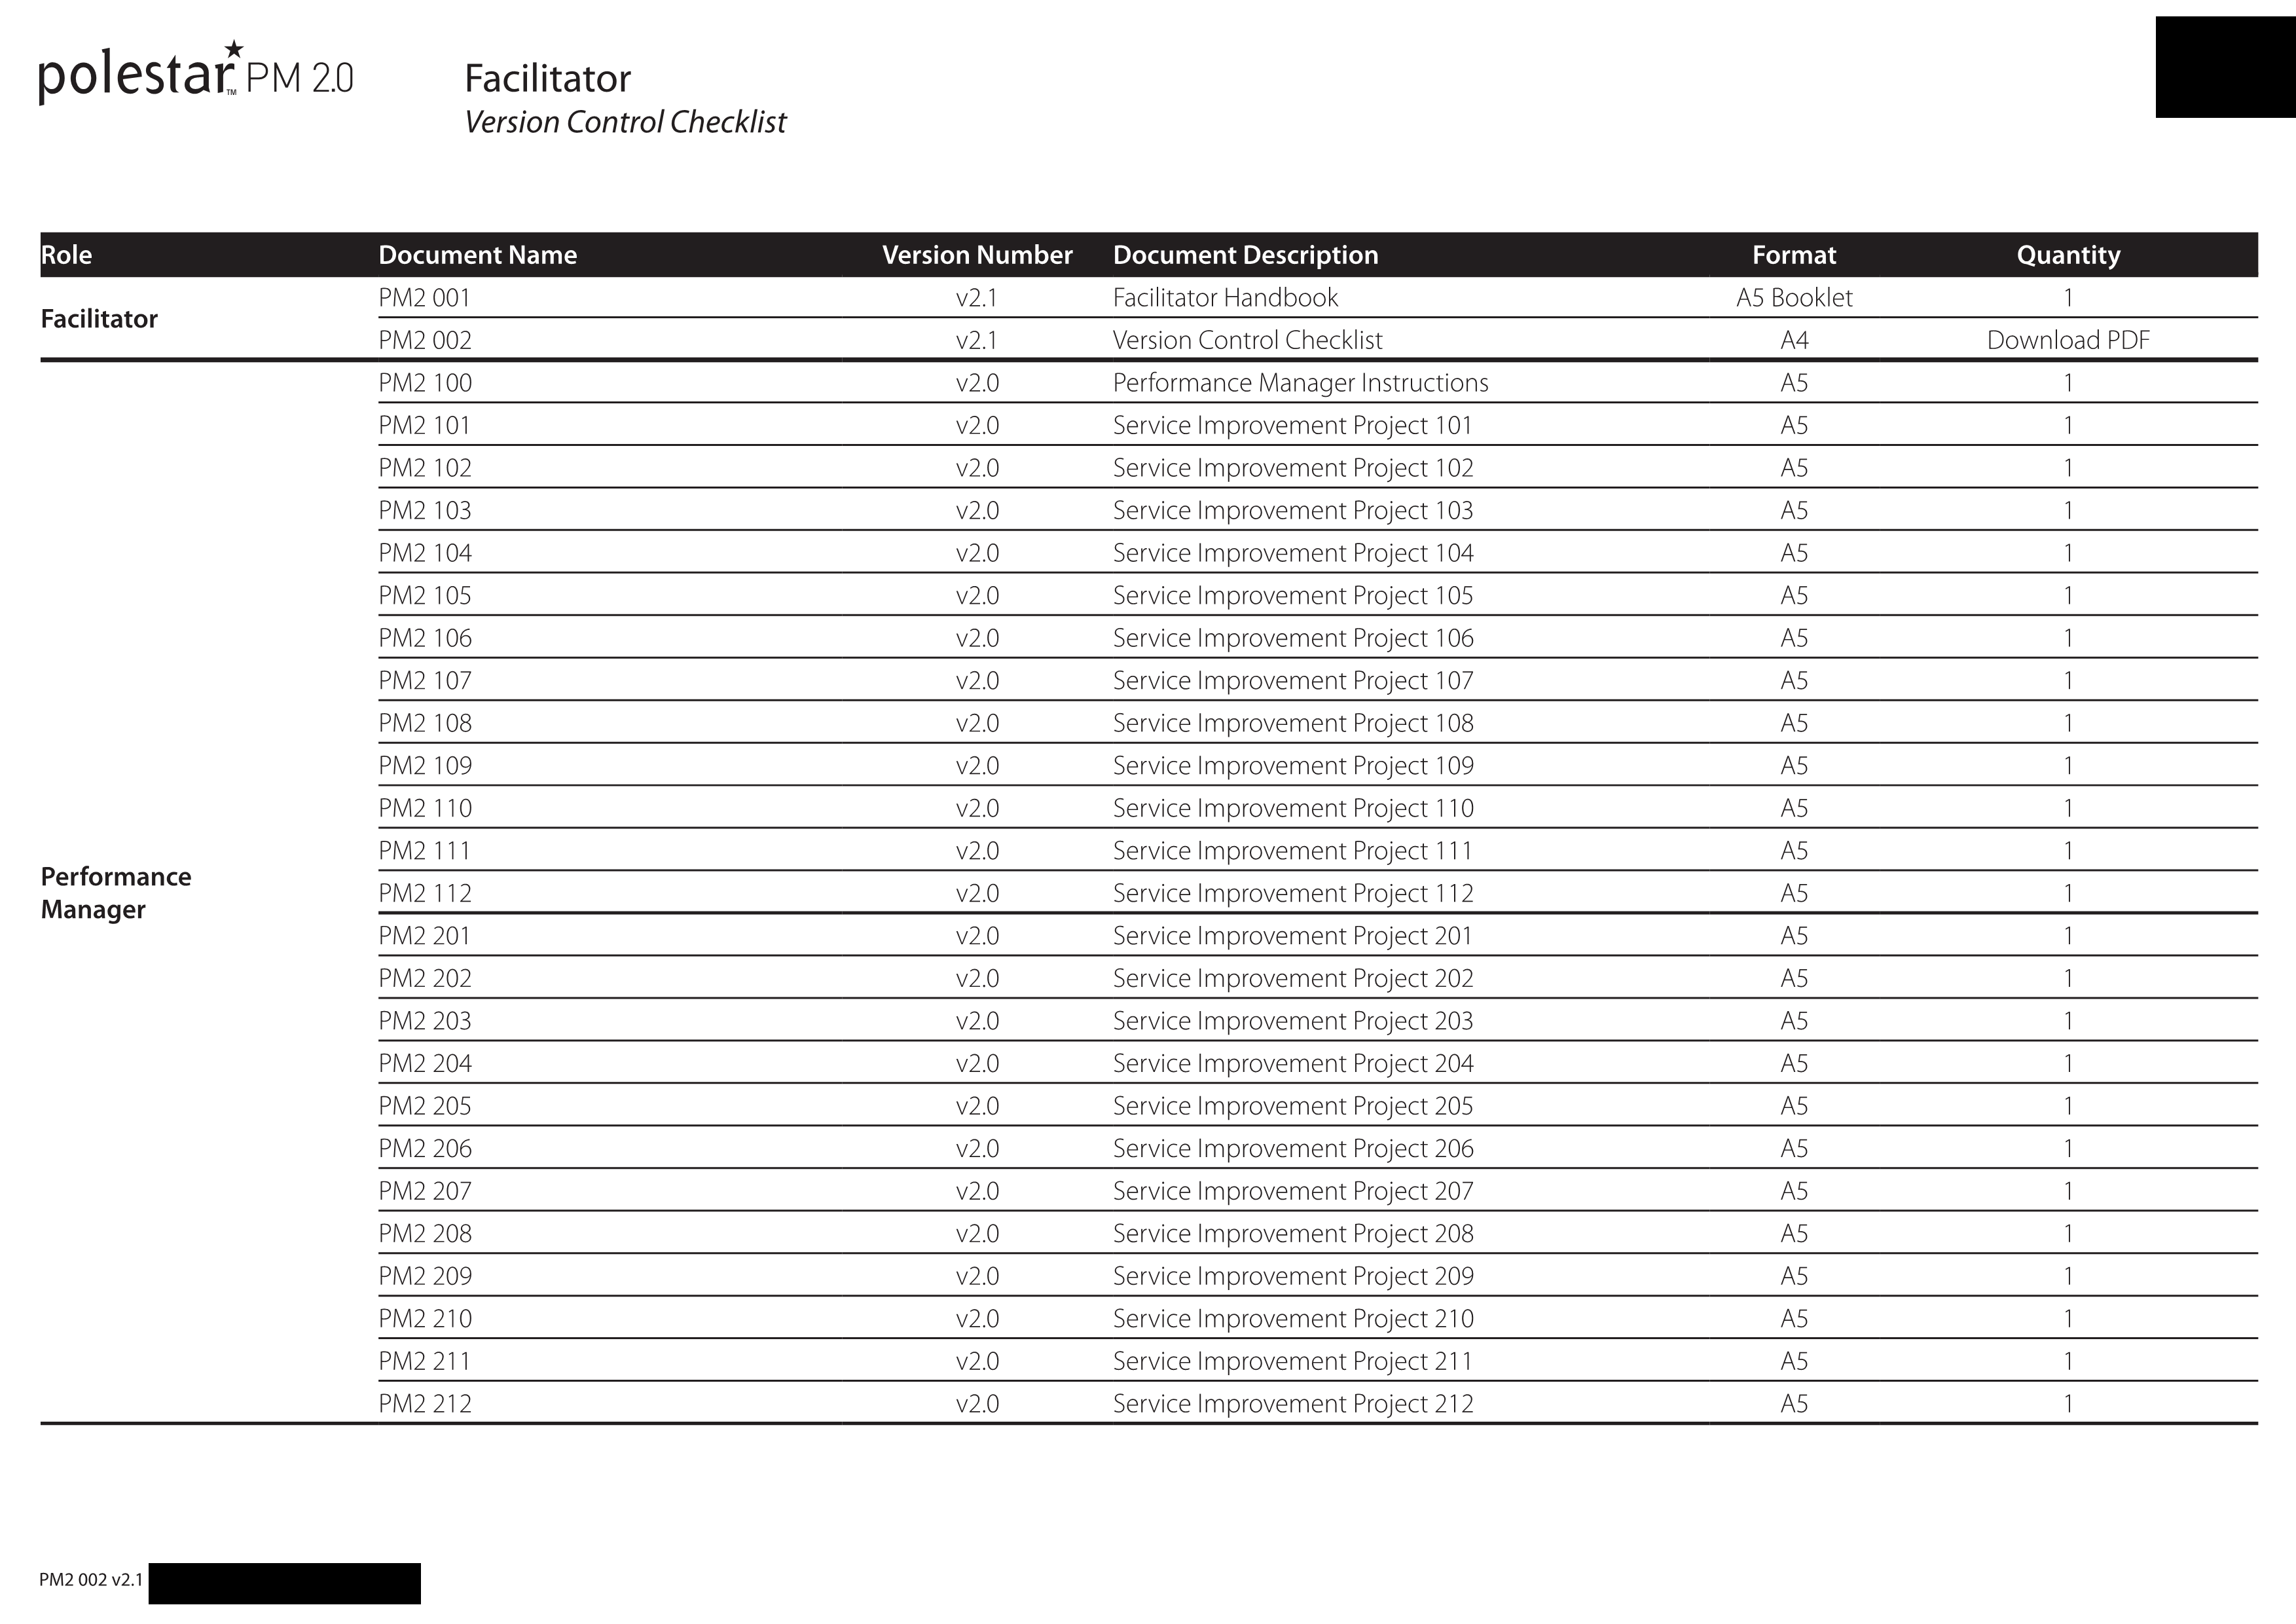 polestar™ PM 2.0
Facilitator
Version Control Checklist
Role Document Name Version Number Document Description Format Quantity
Facilitator
PM2 001 v2.1 Facilitator Handbook A5 Booklet 1
PM2 002 v2.1 Version Control Checklist A4 Download PDF
Performance
Manager
PM2 100 v2.0 Performance Manager Instructions A5 1
PM2 101 v2.0 Service Improvement Project 101 A5 1
PM2 102 v2.0 Service Improvement Project 102 A5 1
PM2 103 v2.0 Service Improvement Project 103 A5 1
PM2 104 v2.0 Service Improvement Project 104 A5 1
PM2 105 v2.0 Service Improvement Project 105 A5 1
PM2 106 v2.0 Service Improvement Project 106 A5 1
PM2 107 v2.0 Service Improvement Project 107 A5 1
PM2 108 v2.0 Service Improvement Project 108 A5 1
PM2 109 v2.0 Service Improvement Project 109 A5 1
PM2 110 v2.0 Service Improvement Project 110 A5 1
PM2 111 v2.0 Service Improvement Project 111 A5 1
PM2 112 v2.0 Service Improvement Project 112 A5 1
PM2 201 v2.0 Service Improvement Project 201 A5 1
PM2 202 v2.0 Service Improvement Project 202 A5 1
PM2 203 v2.0 Service Improvement Project 203 A5 1
PM2 204 v2.0 Service Improvement Project 204 A5 1
PM2 205 v2.0 Service Improvement Project 205 A5 1
PM2 206 v2.0 Service Improvement Project 206 A5 1
PM2 207 v2.0 Service Improvement Project 207 A5 1
PM2 208 v2.0 Service Improvement Project 208 A5 1
PM2 209 v2.0 Service Improvement Project 209 A5 1
PM2 210 v2.0 Service Improvement Project 210 A5 1
PM2 211 v2.0 Service Improvement Project 211 A5 1
PM2 212 v2.0 Service Improvement Project 212 A5 1
PM2 002 v2.1